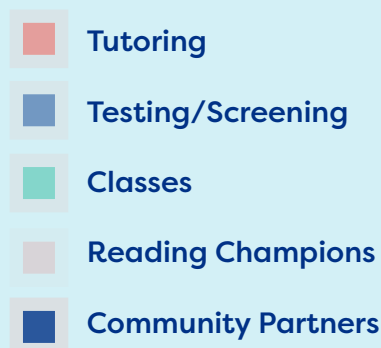 Tutoring
Testing/Screening
Classes
Reading Champions
Community Partners